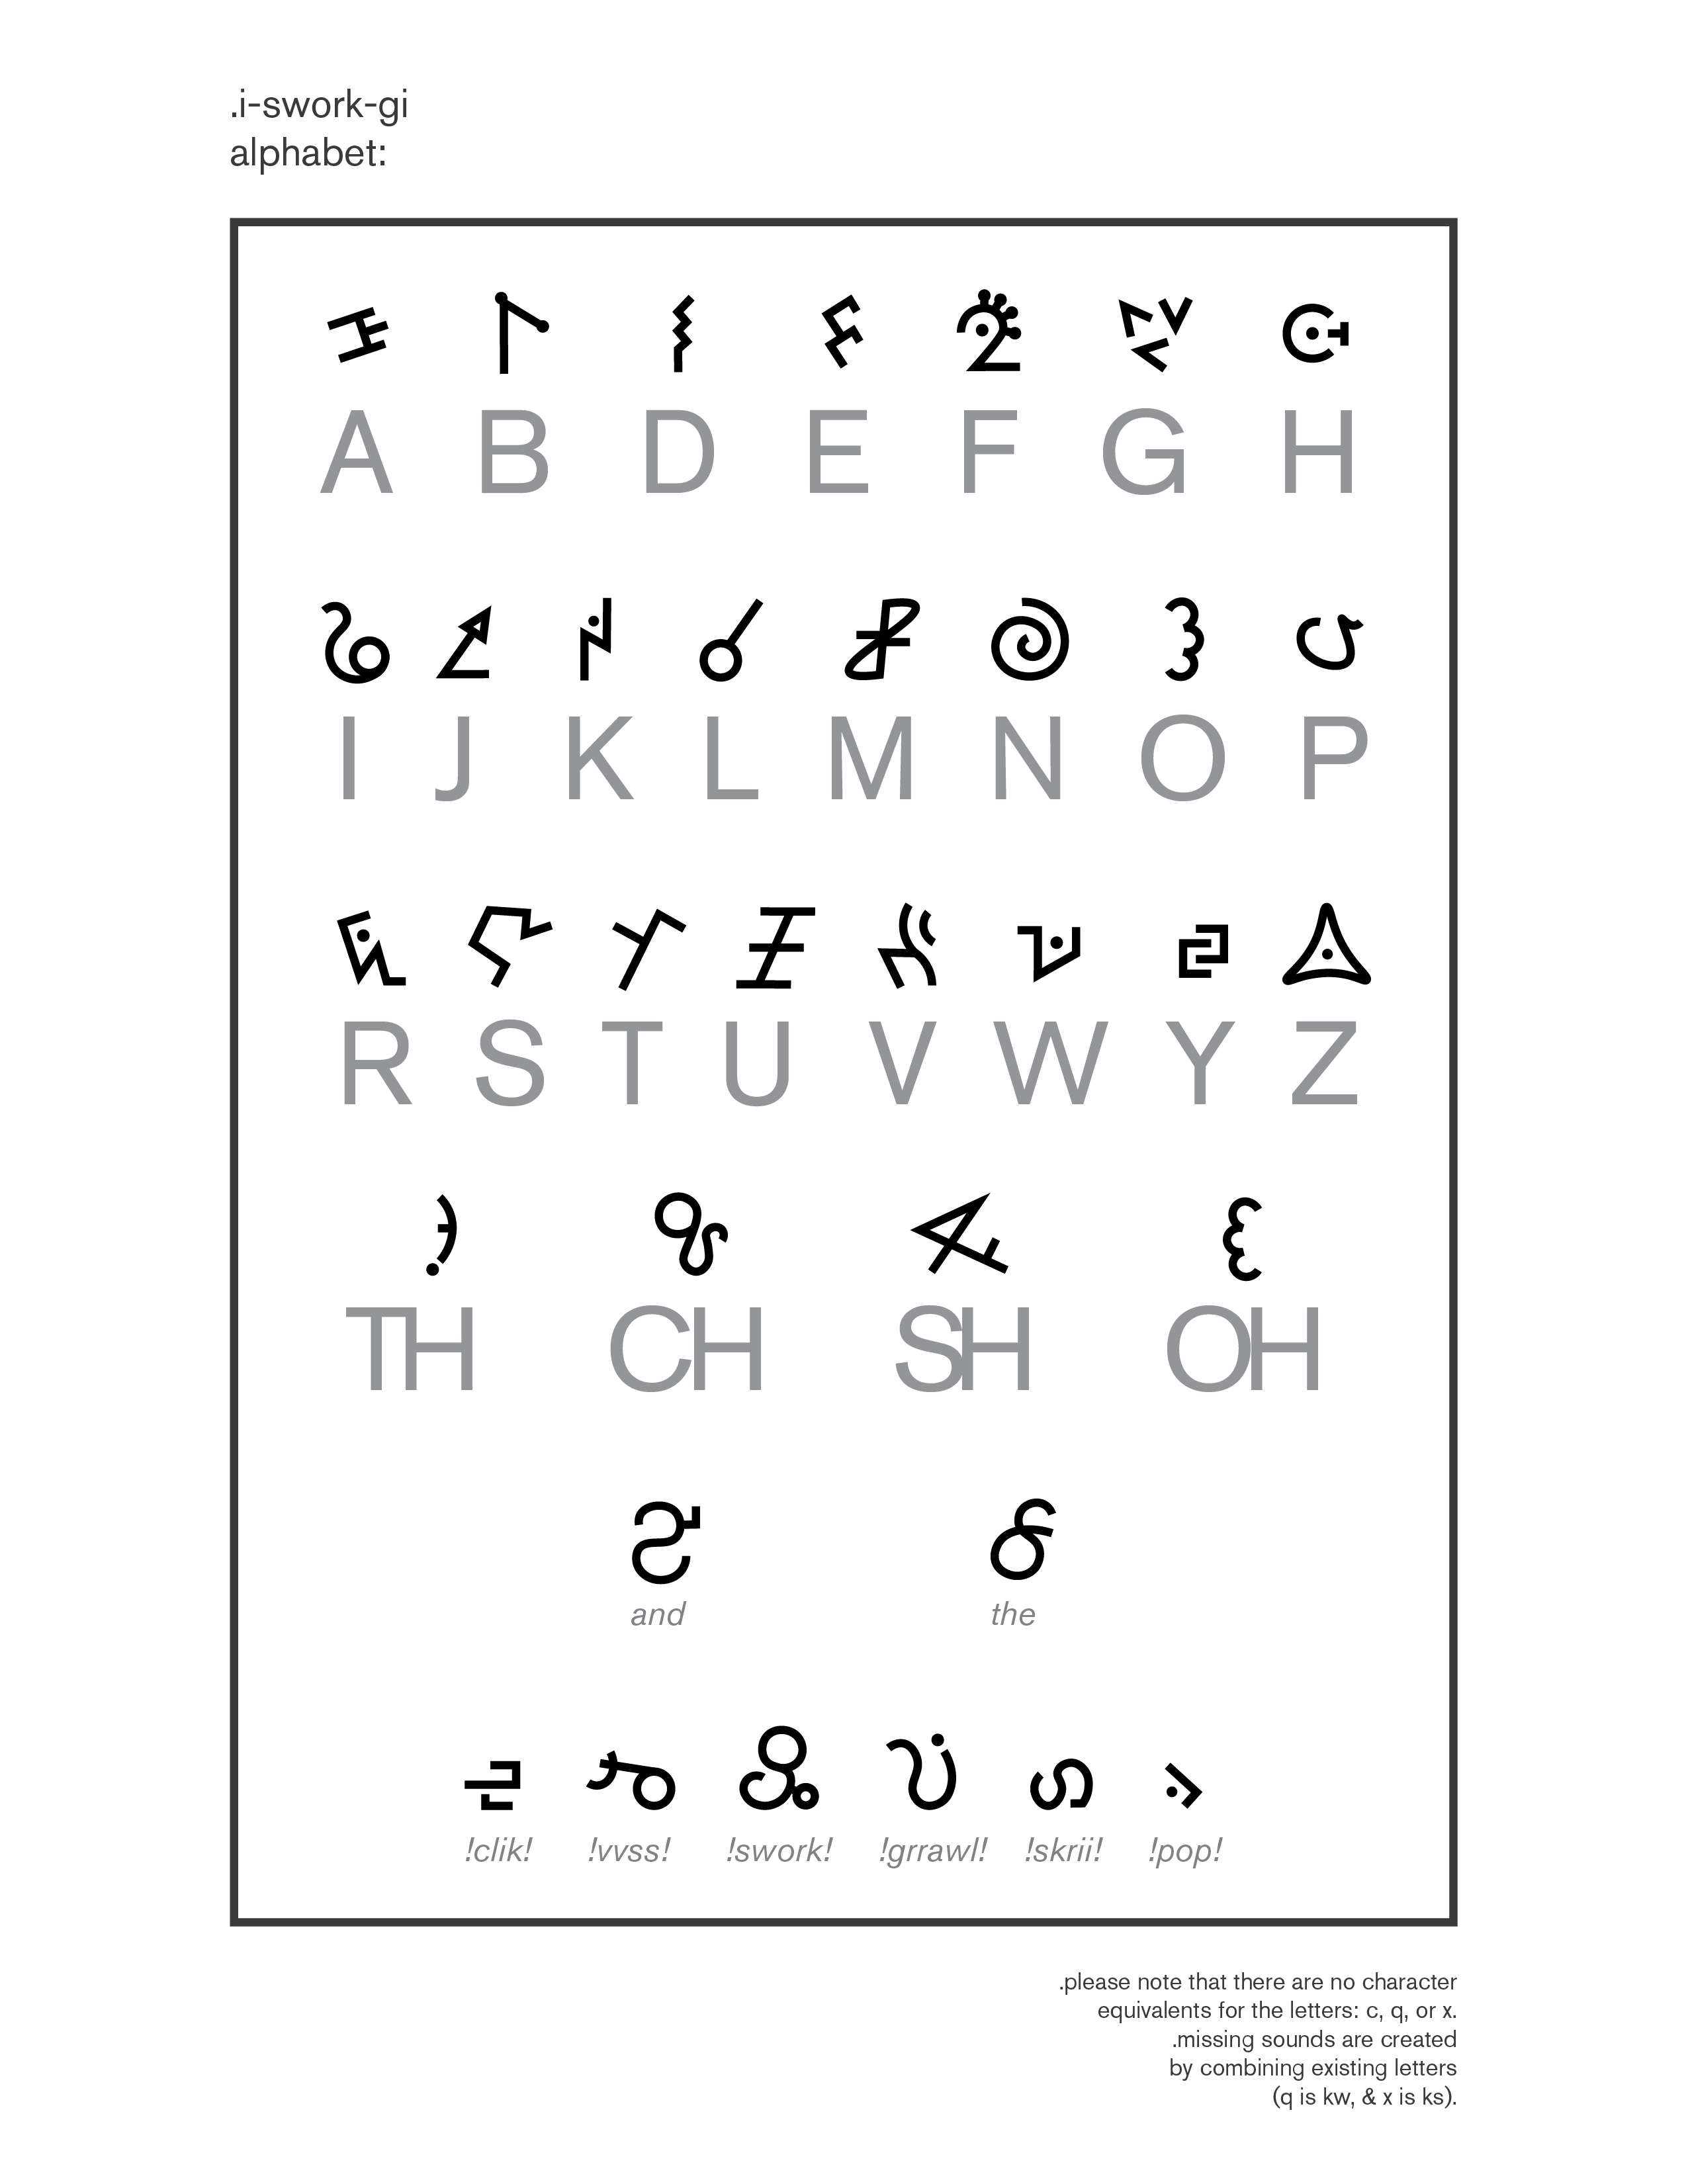 .i-swork-gi
alphabet:
A B D E F G H
I J K L M N O P
R S T U V W Y Z
TH CH SH OH
and the
!clik! !vvss! !swork! !grrawl! !skrii! !pop!
.please note that there are no character
equivalents for the letters: c, q, or x.
.missing sounds are created
by combining existing letters
(q is kw, & x is ks).